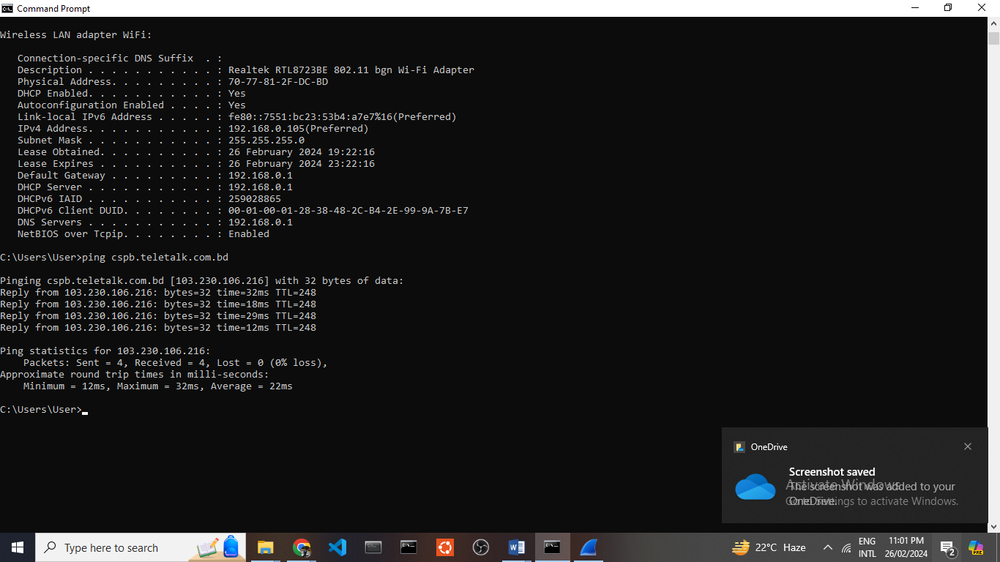 Command Prompt
Wireless LAN adapter WiFi:
Connection-specific DNS Suffix  . :
Description . . . . . . . . . . . : Realtek RTL8723BE 802.11 bgn Wi-Fi Adapter
Physical Address. . . . . . . . . : 70-77-81-2F-DC-BD
DHCP Enabled. . . . . . . . . . . : Yes
Autoconfiguration Enabled . . . . : Yes
Link-local IPv6 Address . . . . . : fe80::7551:bc23:53b4:a7e7%16(Preferred)
IPv4 Address. . . . . . . . . . . : 192.168.0.105(Preferred)
Subnet Mask . . . . . . . . . . . : 255.255.255.0
Lease Obtained. . . . . . . . . . : 26 February 2024 19:22:16
Lease Expires . . . . . . . . . . : 26 February 2024 23:22:16
Default Gateway . . . . . . . . . : 192.168.0.1
DHCP Server . . . . . . . . . . . : 192.168.0.1
DHCPv6 IAID . . . . . . . . . . . : 259028865
DHCPv6 Client DUID. . . . . . . . : 00-01-00-01-28-38-48-2C-B4-2E-99-9A-7B-E7
DNS Servers . . . . . . . . . . . : 192.168.0.1
NetBIOS over Tcpip. . . . . . . . : Enabled
C:\Users\User>ping cspb.teletalk.com.bd
Pinging cspb.teletalk.com.bd [103.230.106.216] with 32 bytes of data:
Reply from 103.230.106.216: bytes=32 time=32ms TTL=248
Reply from 103.230.106.216: bytes=32 time=18ms TTL=248
Reply from 103.230.106.216: bytes=32 time=29ms TTL=248
Reply from 103.230.106.216: bytes=32 time=12ms TTL=248
Ping statistics for 103.230.106.216:
Packets: Sent = 4, Received = 4, Lost = 0 (0% loss),
Approximate round trip times in milli-seconds:
Minimum = 12ms, Maximum = 32ms, Average = 22ms
C:\Users\User>
OneDrive
Screenshot saved
The screenshot was added to your
OneDrive.
Activate Windows
Go to Settings to activate Windows.
Type here to search
22°C Haze
ENG
INTL
11:01 PM
26/02/2024
2
PRE